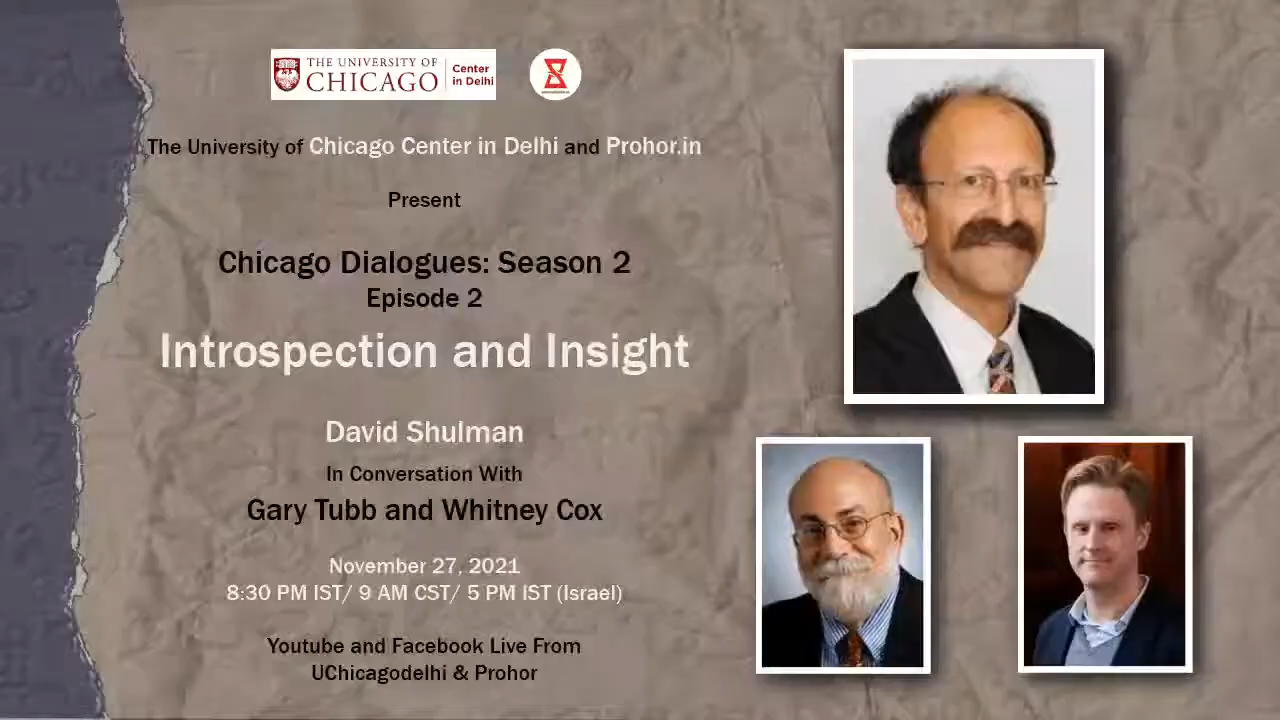 THE UNIVERSITY OF
CHICAGO
Center
in Delhi
The University of Chicago Center in Delhi and Prohor.in
Present
Chicago Dialogues: Season 2
Episode 2
Introspection and Insight
David Shulman
In Conversation With
Gary Tubb and Whitney Cox
November 27, 2021
8:30 PM IST/ 9 AM CST/ 5 PM IST (Israel)
Youtube and Facebook Live From
UChicagodelhi & Prohor